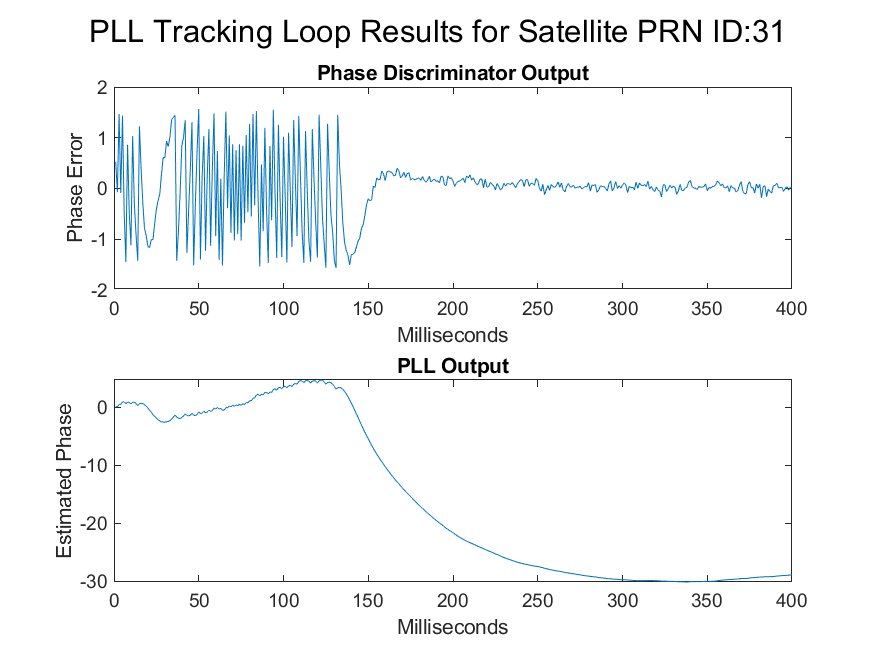 PLL Tracking Loop Results for Satellite PRN ID:31
Phase Discriminator Output
2
1
0
-1
-2
Phase Error
0 50 100 150 200 250 300 350 400
Milliseconds
PLL Output
0
-10
-20
-30
Estimated Phase
0 50 100 150 200 250 300 350 400
Milliseconds